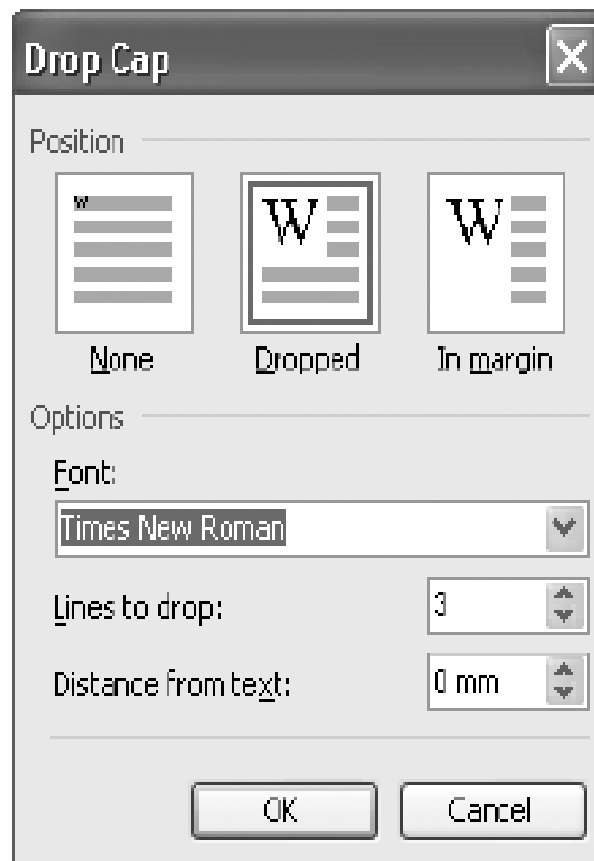 Drop Cap
Position
W W W
None Dropped In margin
Options
Font:
Times New Roman
Lines to drop: 3
Distance from text: 0 mm
OK Cancel